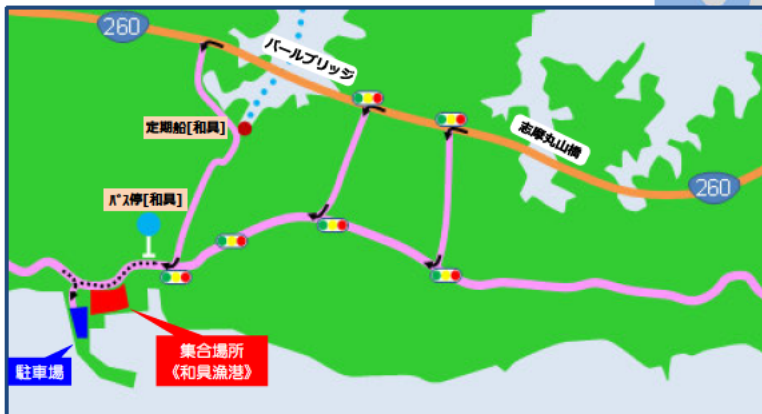 260
パールブリッジ
定期船[和具]
志摩丸山橋
260
バス停[和具]
駐車場
集合場所
《和具漁港》